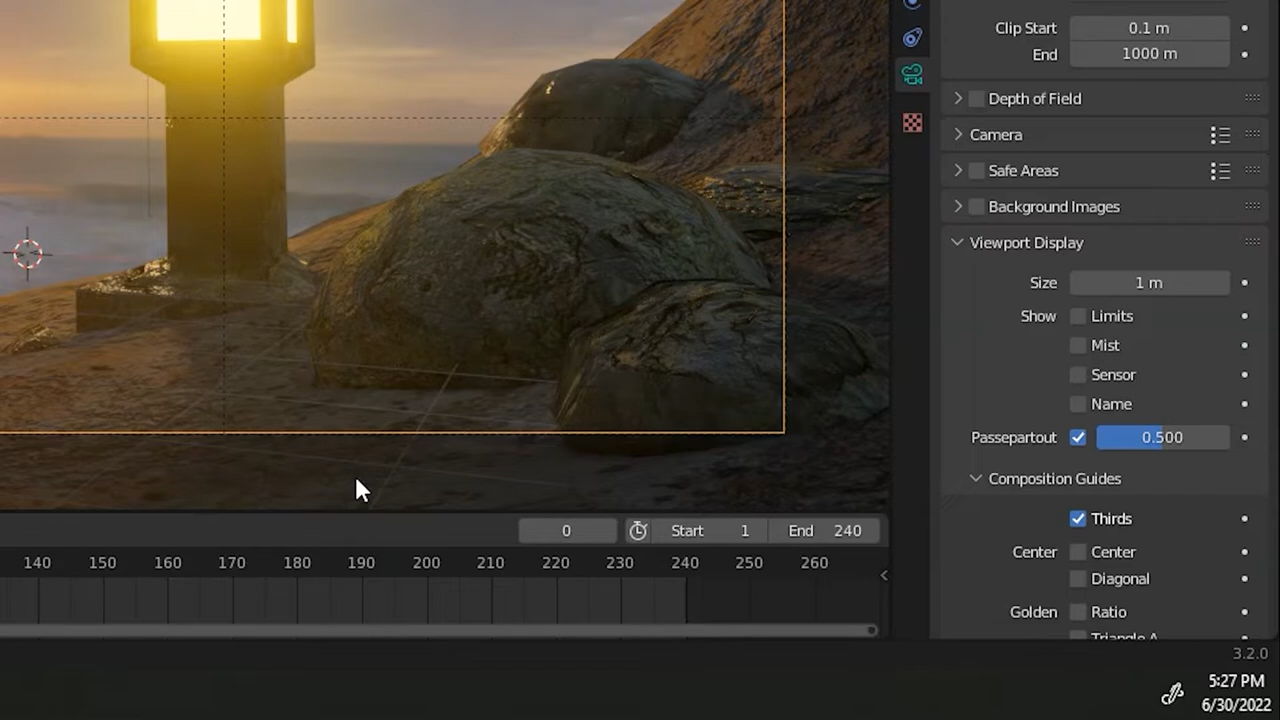 Clip Start 0.1 m
End 1000 m
Depth of Field
Camera
Safe Areas
Background Images
Viewport Display
Size 1 m
Show Limits
Mist
Sensor
Name
Passepartout 0.500
Composition Guides
Thirds
Center Center
Diagonal
Golden Ratio
Triangle A
0 Start 1 End 240
140 150 160 170 180 190 200 210 220 230 240 250 260
3.2.0
5:27 PM
6/30/2022